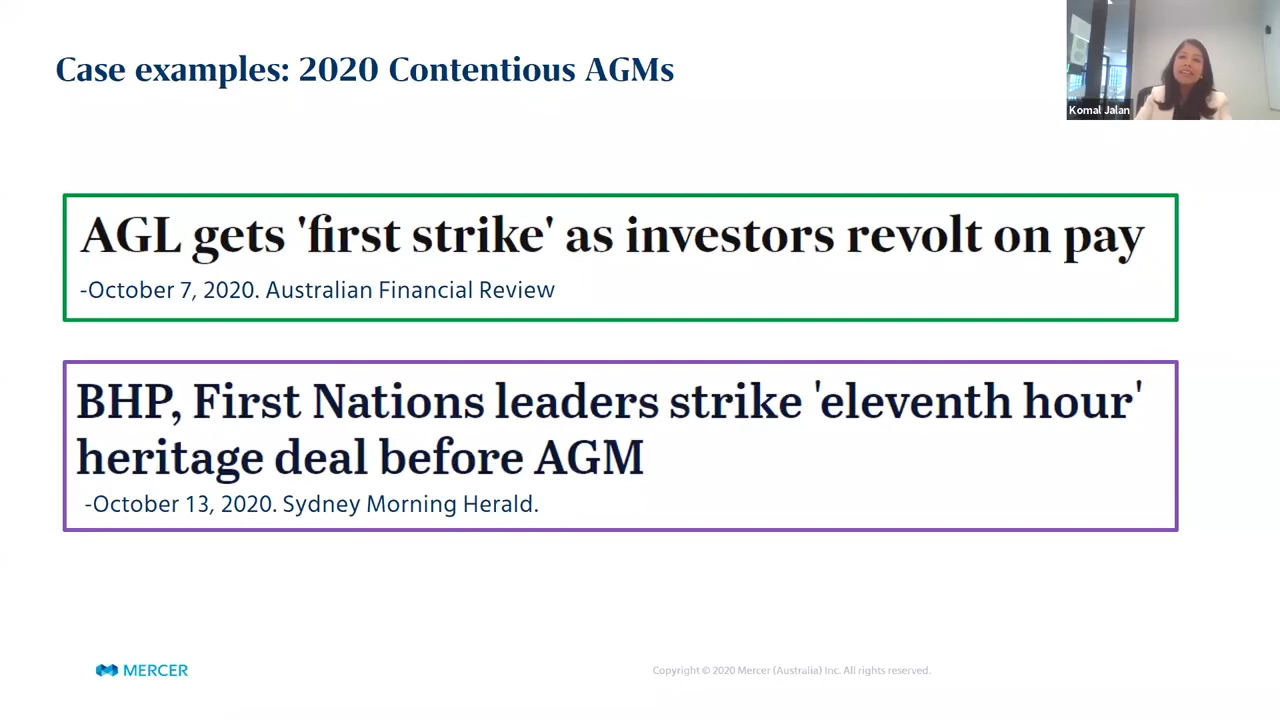 Case examples: 2020 Contentious AGMs
Komal Jalan
AGL gets 'first strike' as investors revolt on pay
-October 7, 2020. Australian Financial Review
BHP, First Nations leaders strike 'eleventh hour'
heritage deal before AGM
-October 13, 2020. Sydney Morning Herald.
MERCER
Copyright © 2020 Mercer (Australia) Inc. All rights reserved.